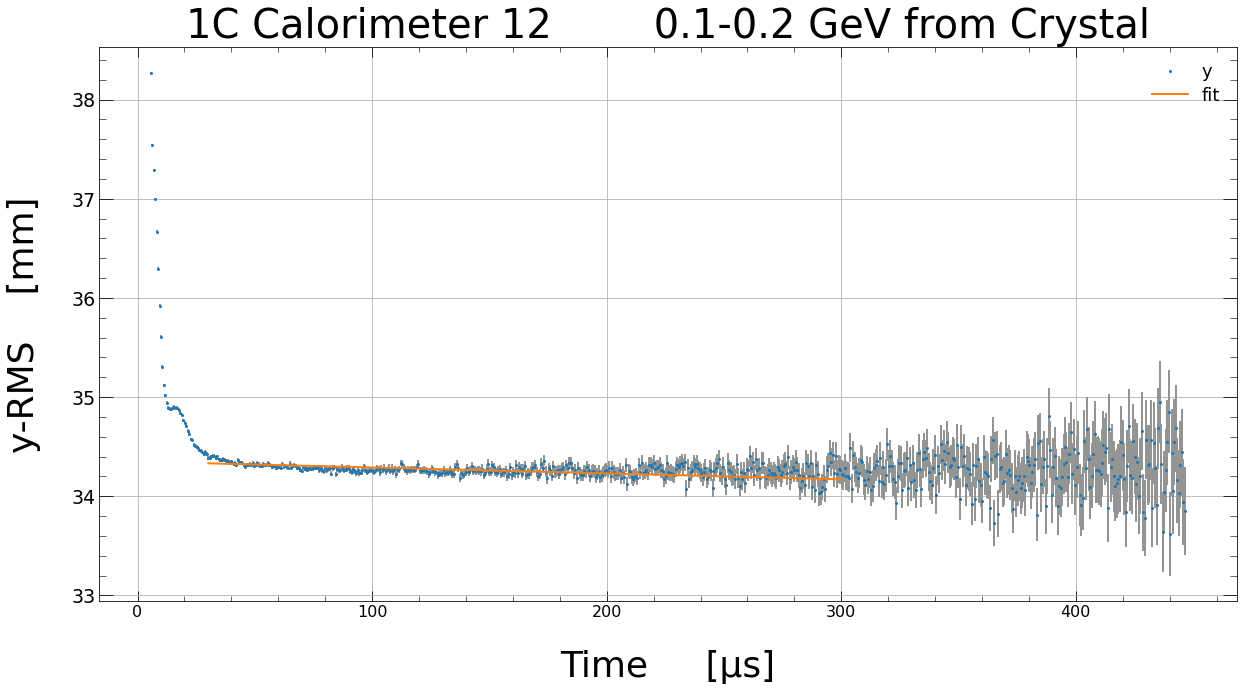 1C Calorimeter 12 0.1-0.2 GeV from Crystal
y
fit
y-RMS [mm]
38
37
36
35
34
33
0 100 200 300 400
Time [µs]